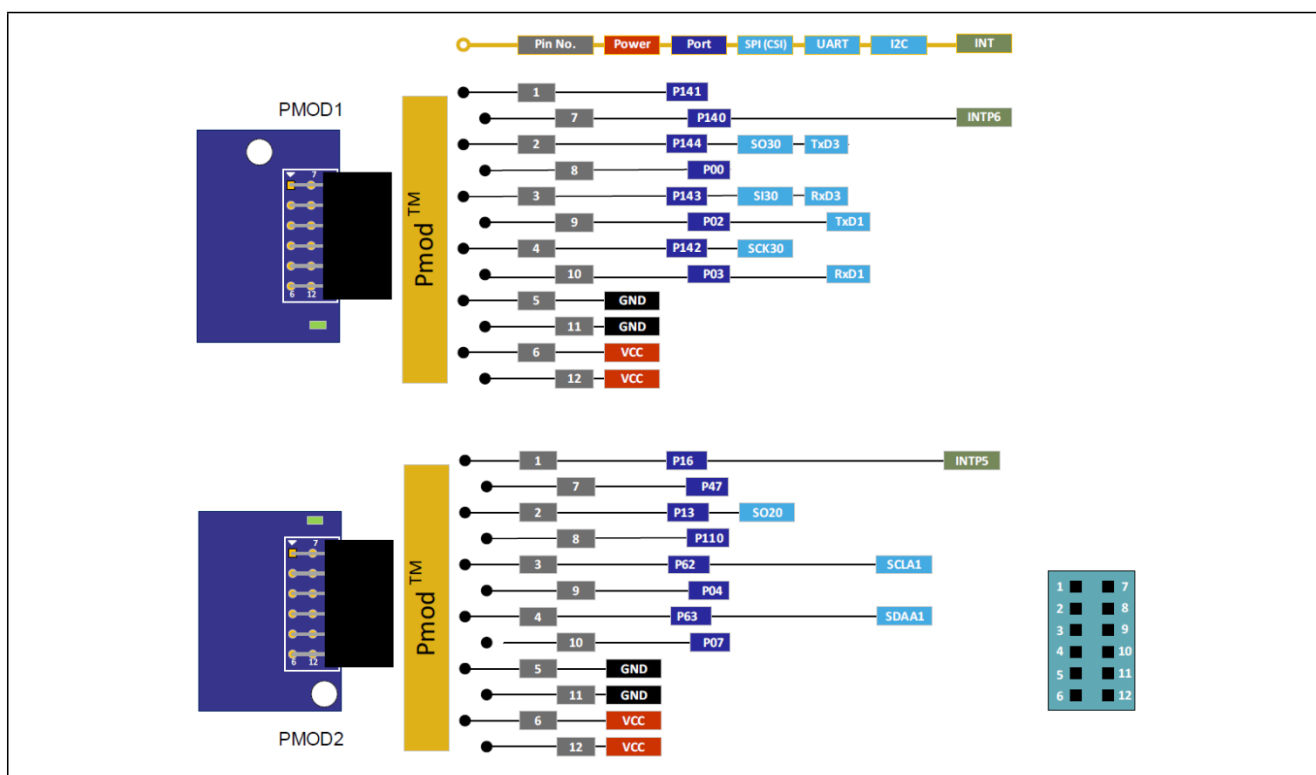 Pin No. Power Port SPI (CSI) UART I2C INT
PMOD1
7
6 12
Pmod™
1 P141
7 P140 INTP6
2 P144 SO30 TxD3
8 P00
3 P143 SI30 RxD3
9 P02 TxD1
4 P142 SCK30
10 P03 RxD1
5 GND
11 GND
6 VCC
12 VCC
7
6 12
PMOD2
Pmod™
1 P16 INTP5
7 P47
2 P13 SO20
8 P110
3 P62 SCLA1
9 P04
4 P63 SDAA1
10 P07
5 GND
11 GND
6 VCC
12 VCC
1 7
2 8
3 9
4 10
5 11
6 12